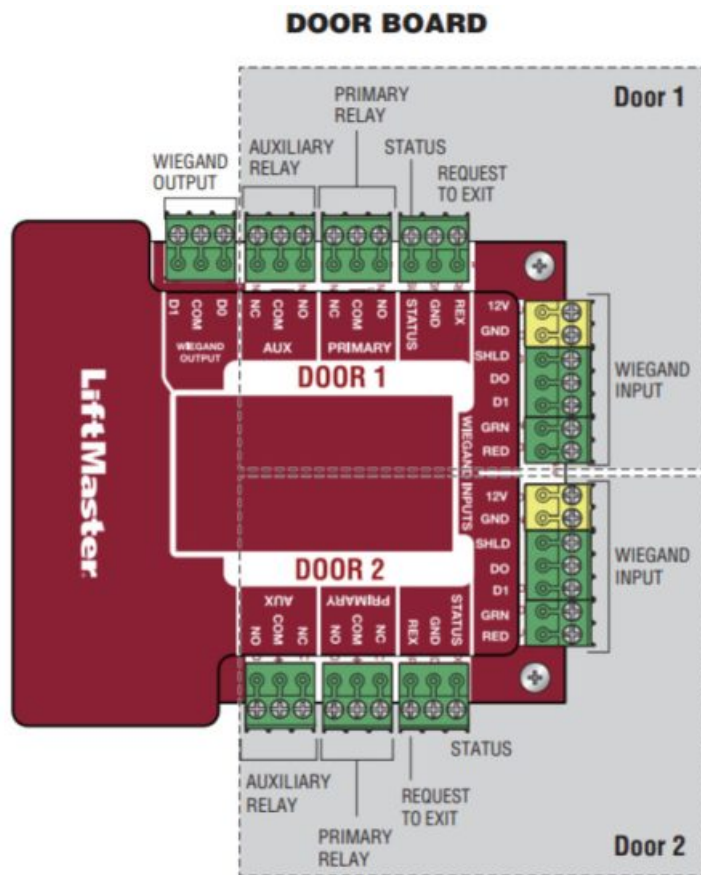 DOOR BOARD
Door 1
PRIMARY
RELAY
AUXILIARY
RELAY
STATUS
WIEGAND
OUTPUT
REQUEST
TO EXIT
D1
COM
D0
WIEGAND
OUTPUT
NC
COM
NO
AUX
NC
COM
NO
PRIMARY
STATUS
GND
REX
DOOR 1
12V
GND
SHLD
DO
D1
GRN
RED
WIEGAND
INPUT
LiftMaster
WIEGAND INPUTS
12V
GND
SHLD
DO
D1
GRN
RED
WIEGAND
INPUT
DOOR 2
AUX
NO
COM
NC
PRIMARY
NO
COM
NC
REX
GND
STATUS
STATUS
AUXILIARY
RELAY
REQUEST
TO EXIT
PRIMARY
RELAY
Door 2